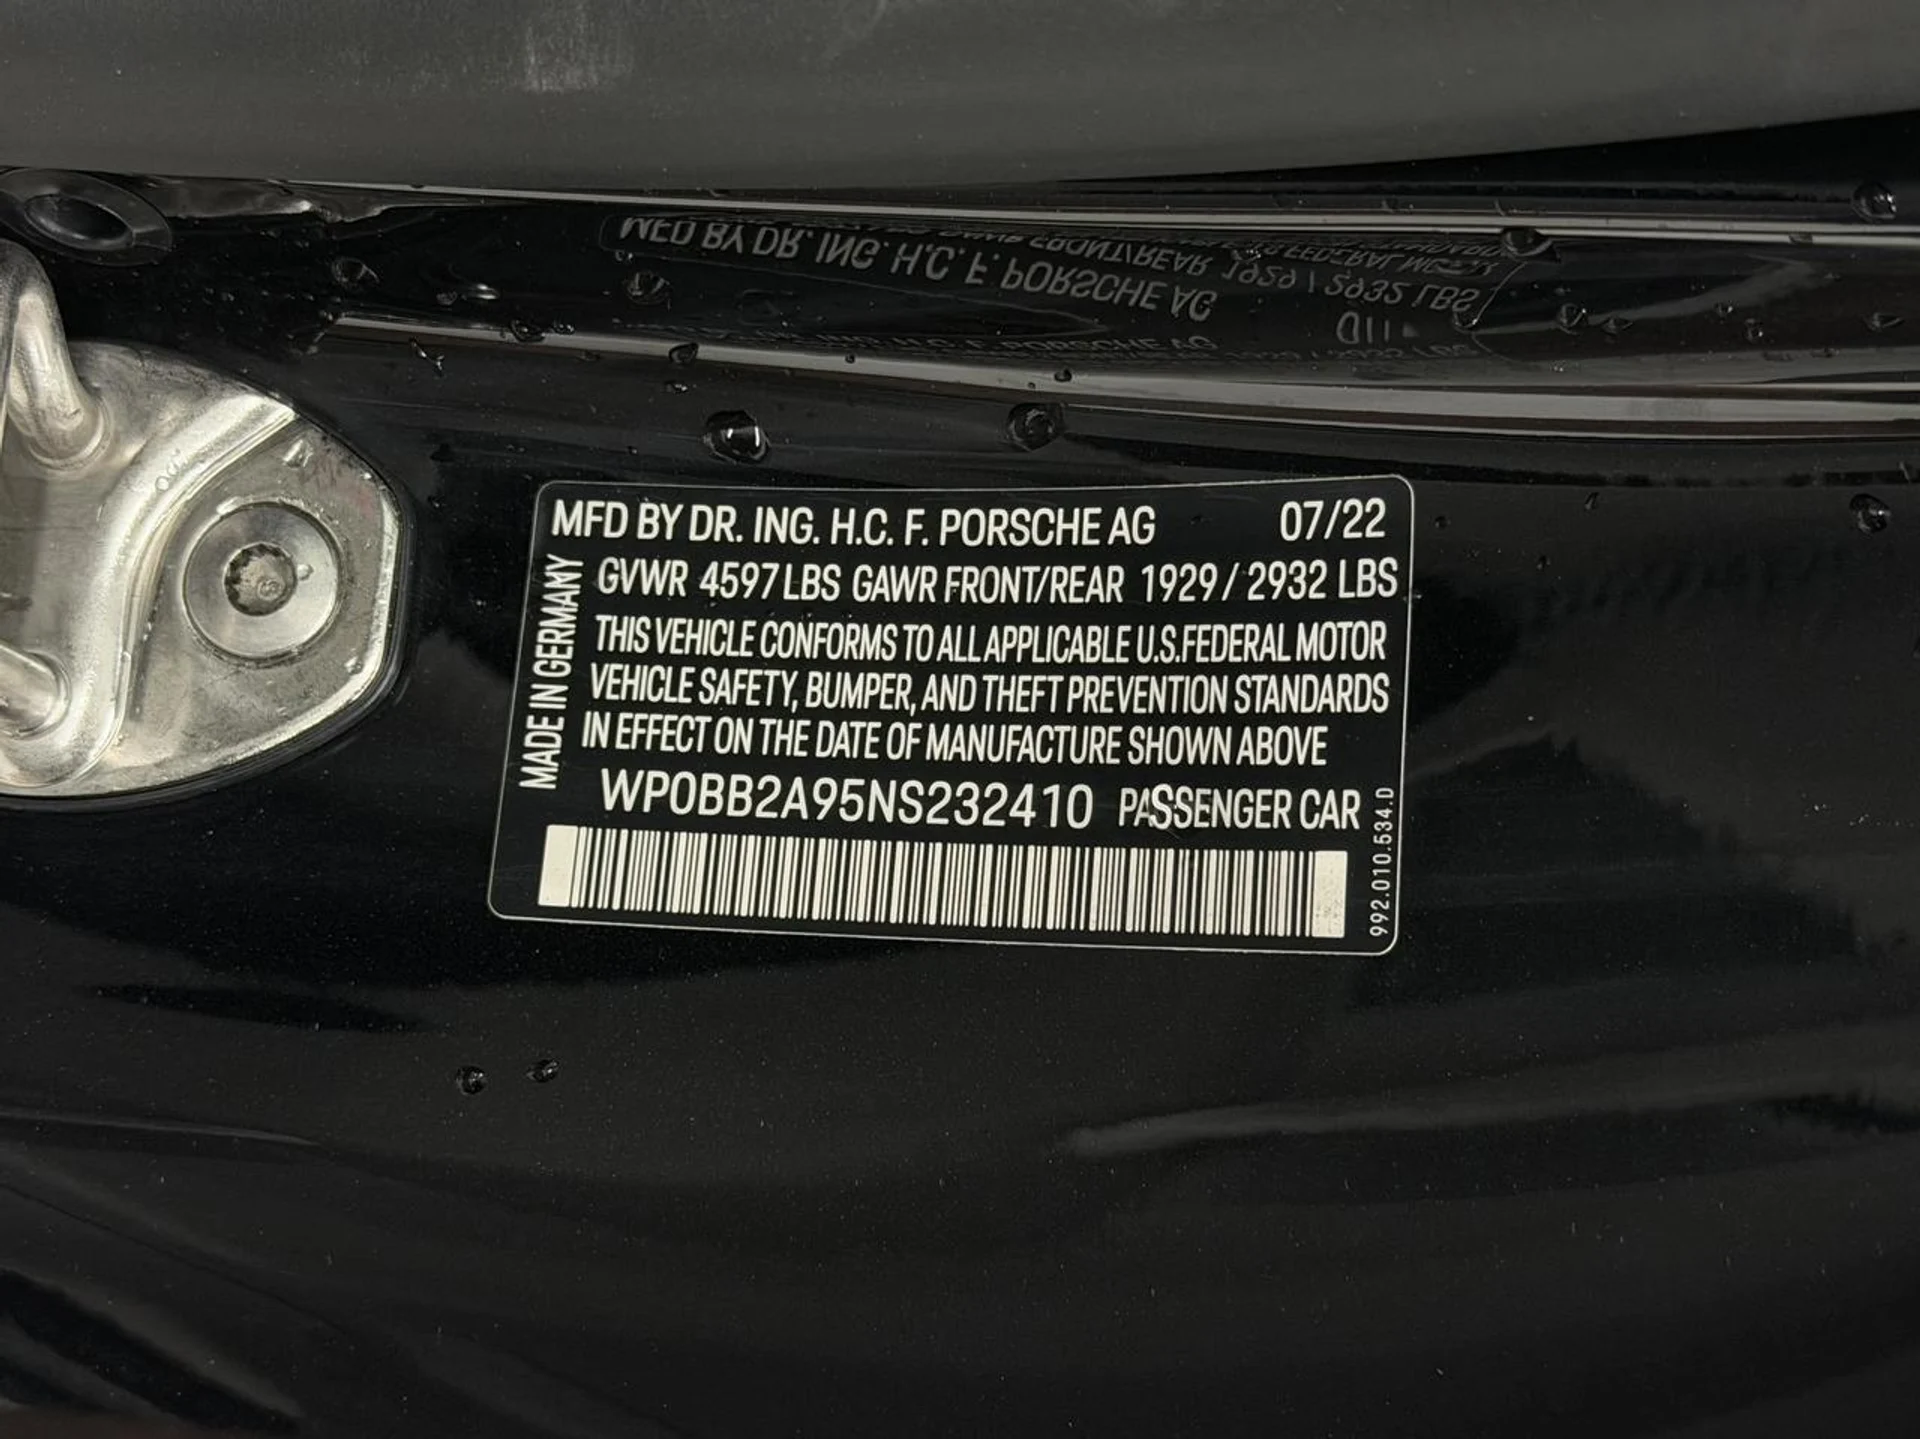 MFD BY DR. ING. H.C. F. PORSCHE AG 07/22
GVWR 4597 LBS GAWR FRONT/REAR 1929 / 2932 LBS
THIS VEHICLE CONFORMS TO ALL APPLICABLE U.S. FEDERAL MOTOR
VEHICLE SAFETY, BUMPER, AND THEFT PREVENTION STANDARDS
IN EFFECT ON THE DATE OF MANUFACTURE SHOWN ABOVE
WP0BB2A95NS232410 PASSENGER CAR
MADE IN GERMANY
992.010.534.D